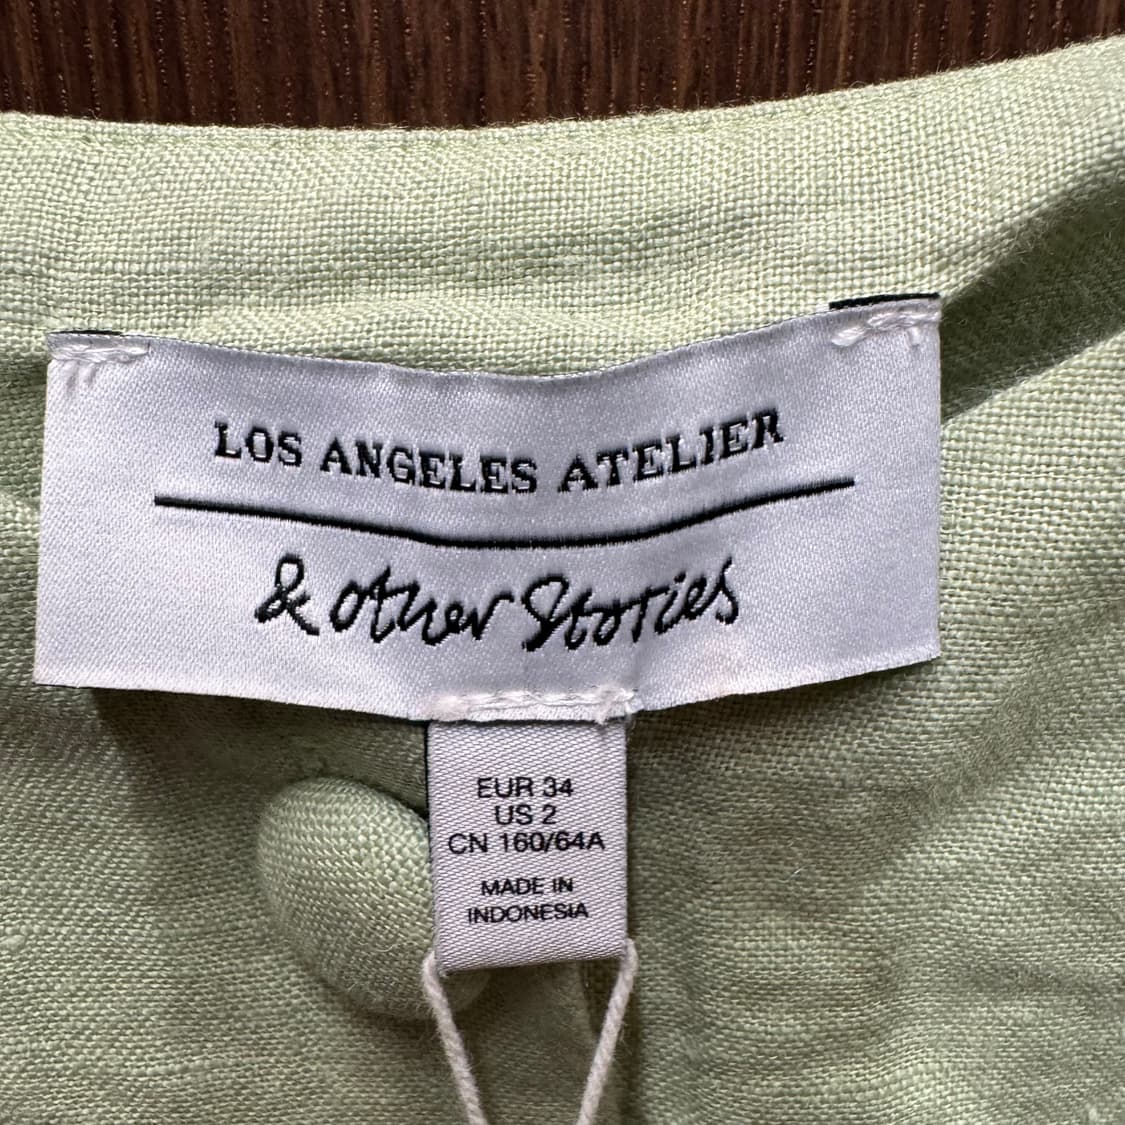 LOS ANGELES ATELIER
& other Stories
EUR 34
US 2
CN 160/64A
MADE IN
INDONESIA